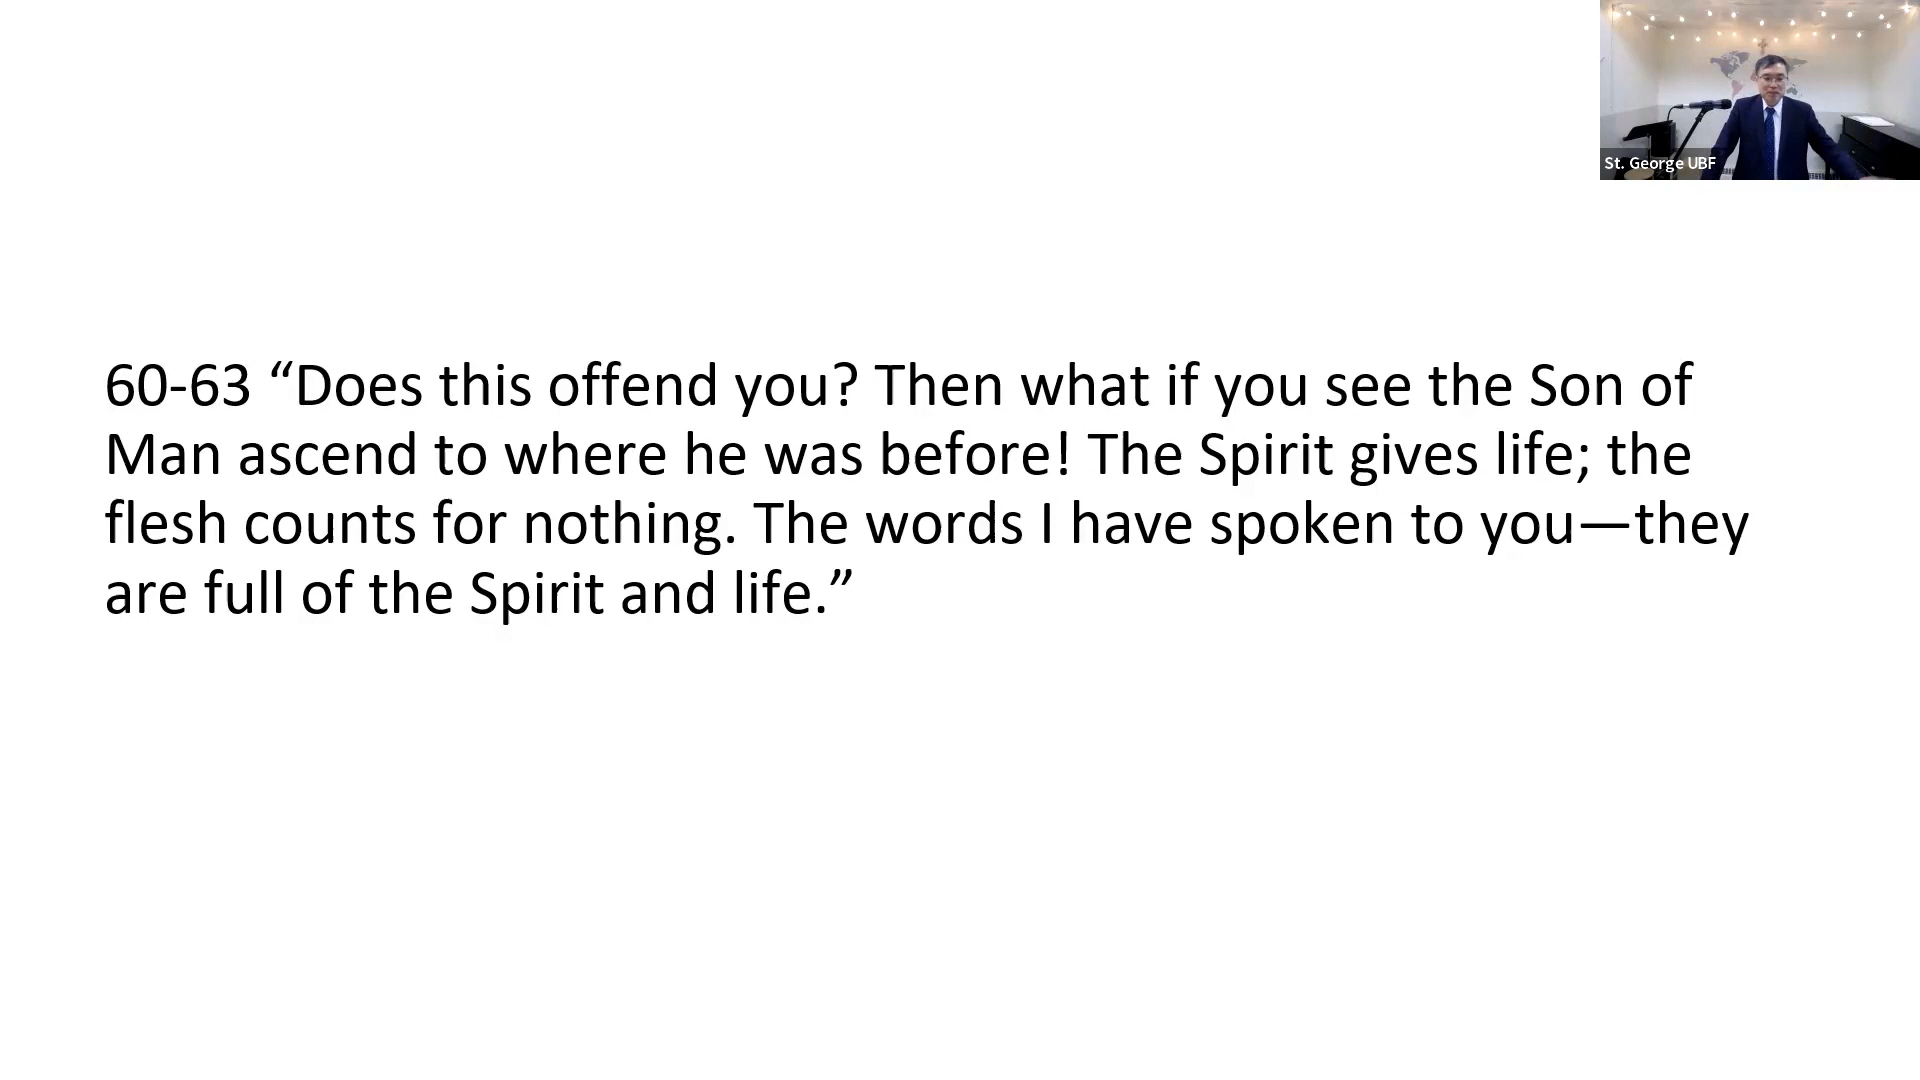 St. George UBF
60-63 “Does this offend you? Then what if you see the Son of
Man ascend to where he was before! The Spirit gives life; the
flesh counts for nothing. The words I have spoken to you—they
are full of the Spirit and life.”